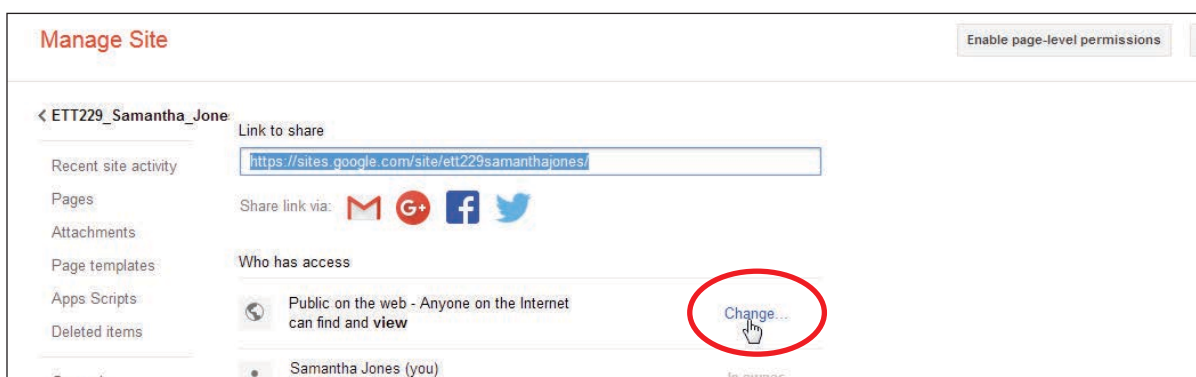 Manage Site
Enable page-level permissions
ETT229_Samantha_Jone
Recent site activity
Pages
Attachments
Page templates
Apps Scripts
Deleted items
Link to share
https://sites.google.com/site/ett229samanthajones/
Share link via:
G+
f
Who has access
Public on the web - Anyone on the Internet
can find and view
Change...
Samantha Jones (you)